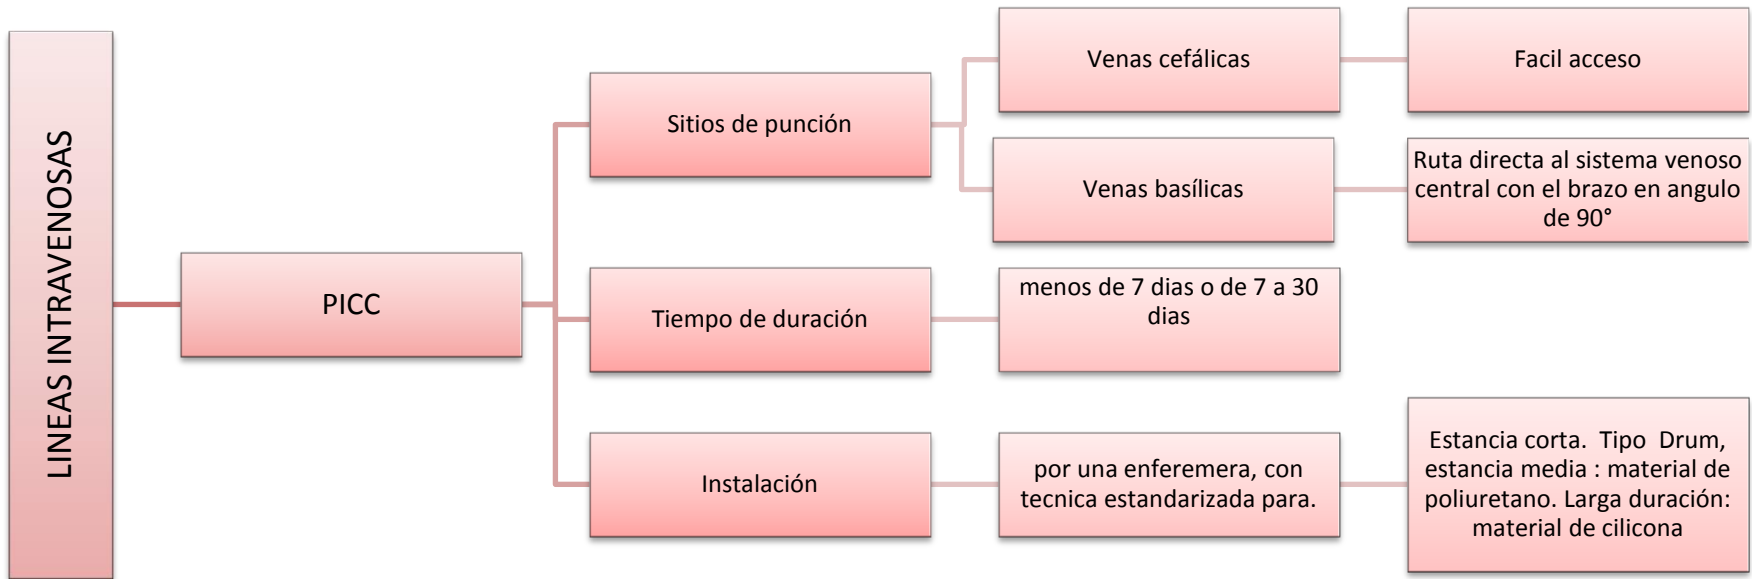 LINEAS INTRAVENOSAS
PICC
Sitios de punción
Venas cefálicas
Facil acceso
Venas basílicas
Ruta directa al sistema venoso
central con el brazo en angulo
de 90°
Tiempo de duración
menos de 7 dias o de 7 a 30
dias
Instalación
por una enferemera, con
tecnica estandarizada para.
Estancia corta. Tipo Drum,
estancia media : material de
poliuretano. Larga duración:
material de cilicona